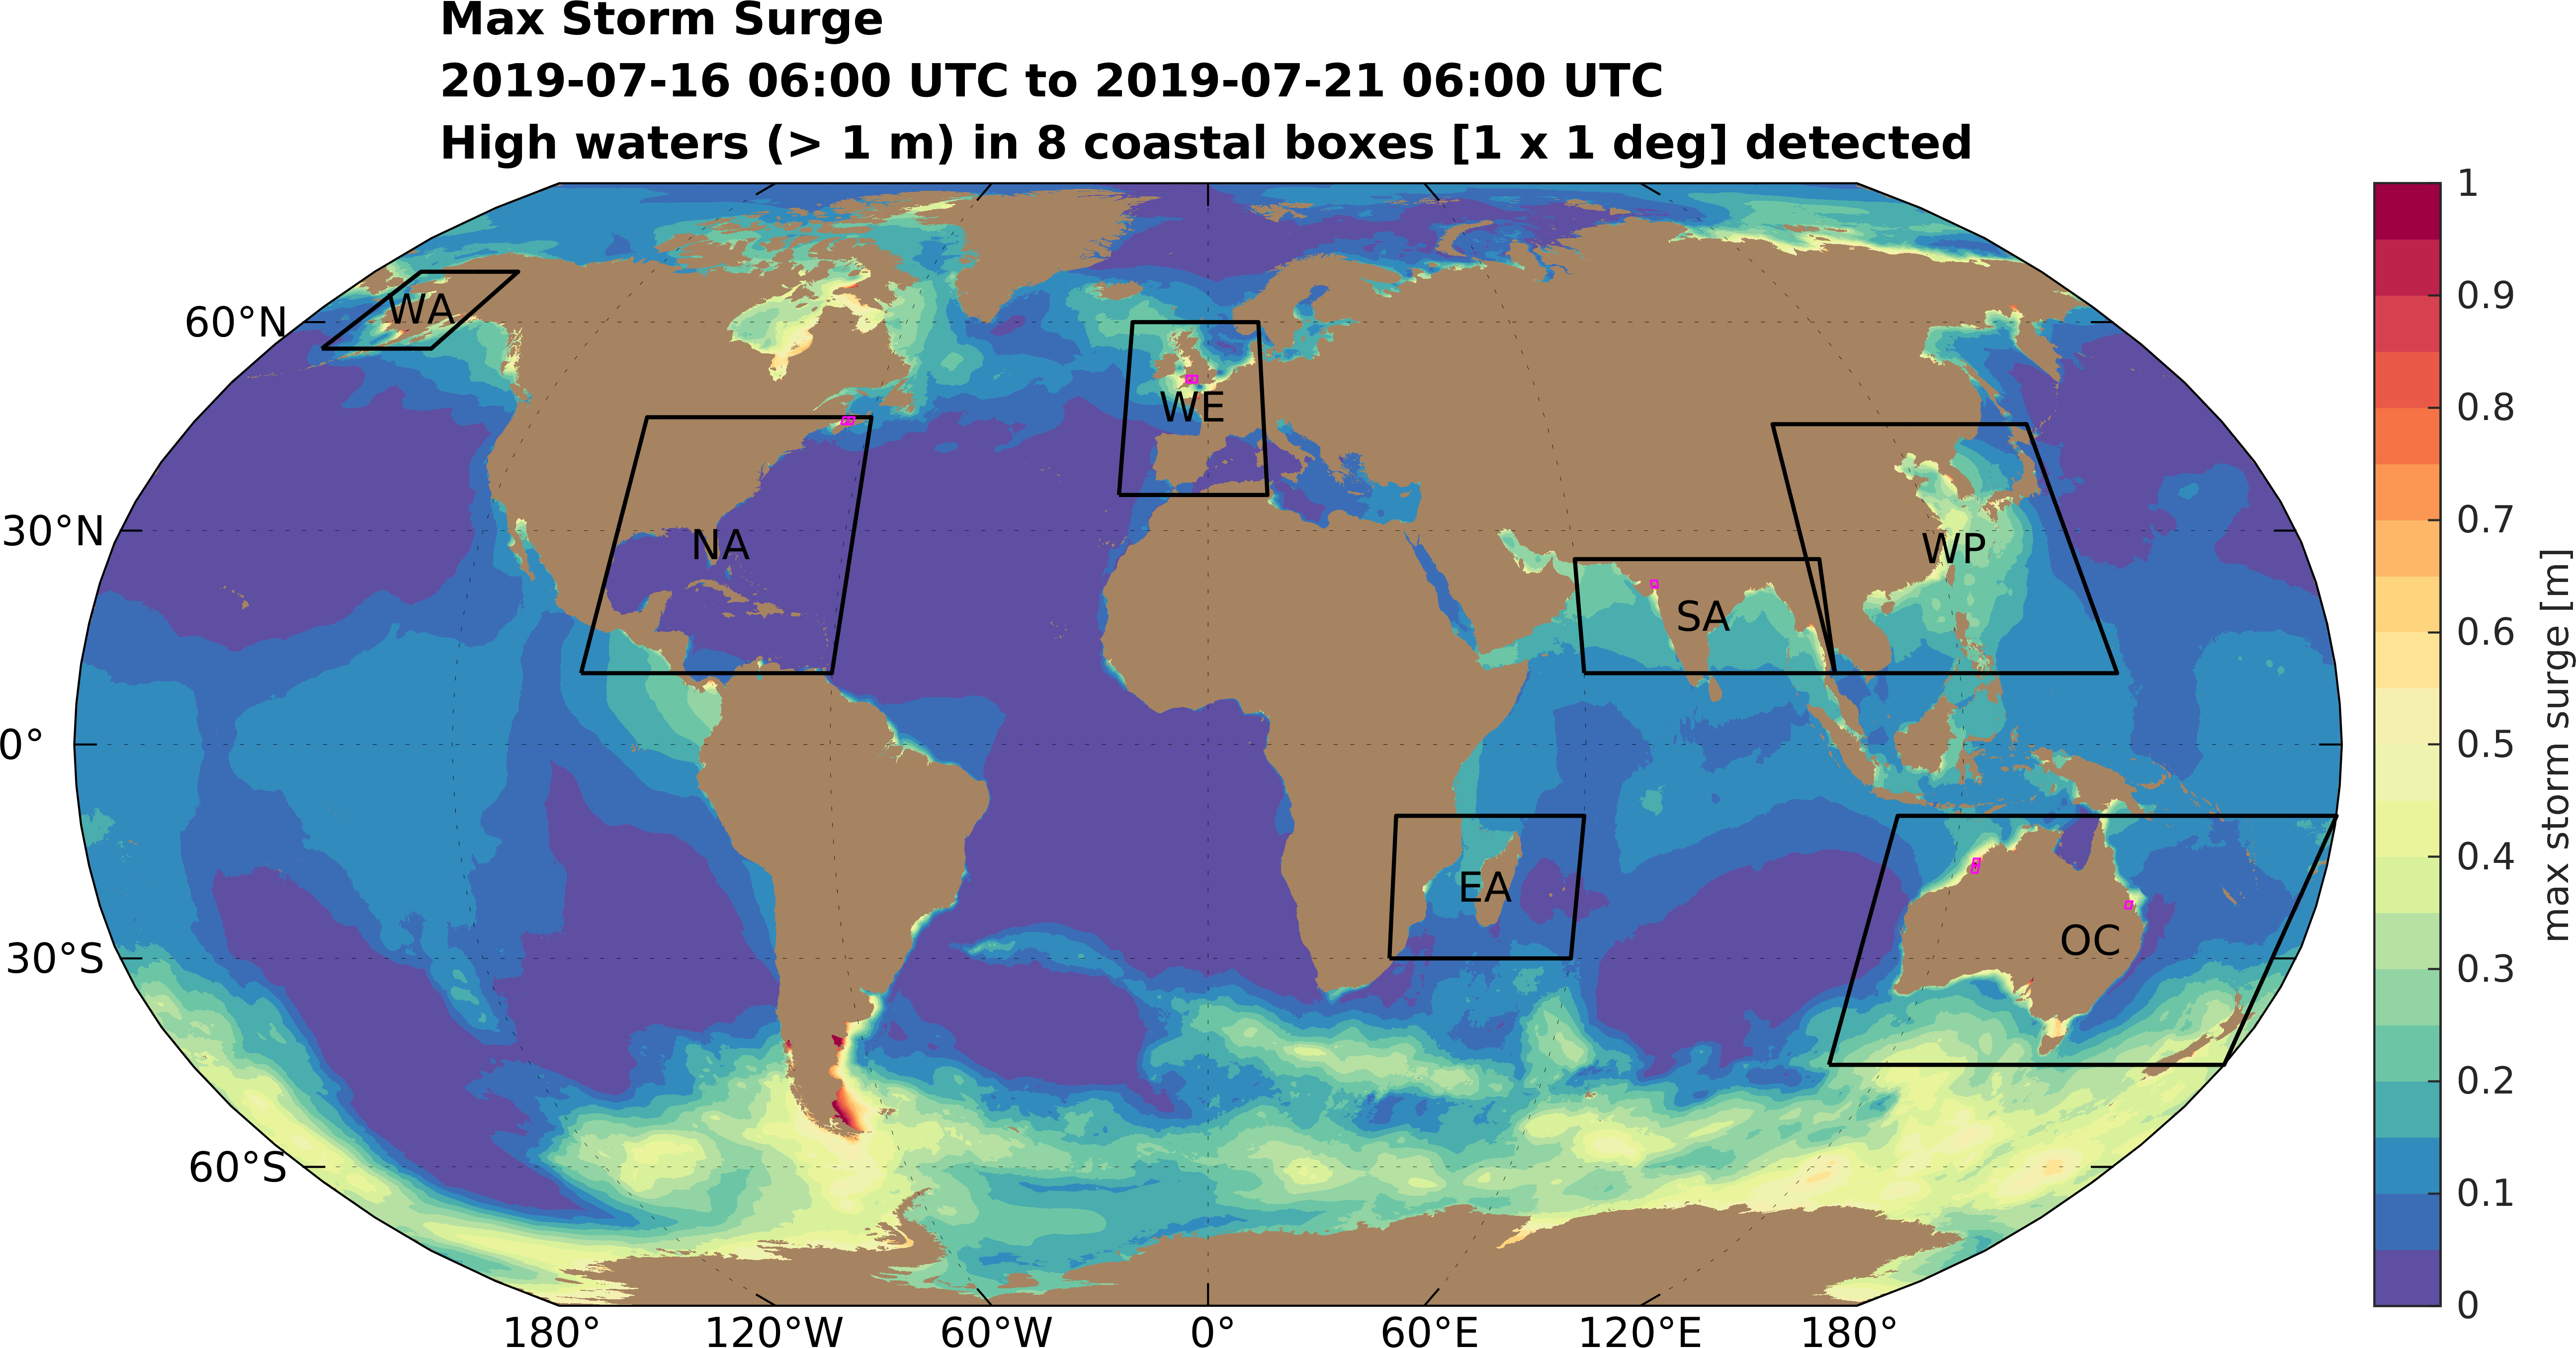 Max Storm Surge
2019-07-16 06:00 UTC to 2019-07-21 06:00 UTC
High waters (> 1 m) in 8 coastal boxes [1 x 1 deg] detected
60°N
30°N
0°
30°S
60°S
180°
120°W
60°W
0°
60°E
120°E
180°
WA
NA
WE
SA
WP
EA
OC
1
0.9
0.8
0.7
0.6
0.5
0.4
0.3
0.2
0.1
0
max storm surge [m]